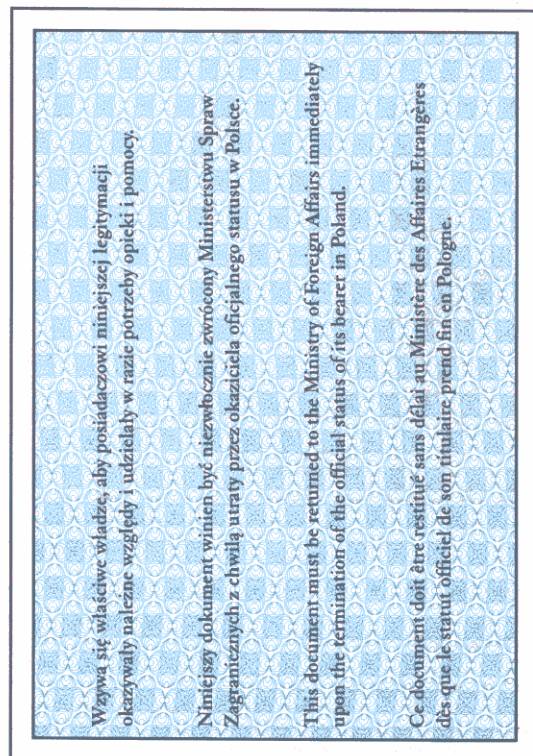 Wzywa się właściwe władze, aby posiadaczowi niniejszej legitymacji
okazywały należne względy i udzielały w razie potrzeby opieki i pomocy.
Niniejszy dokument winien być niezwłocznie zwrócony Ministerstwu Spraw
Zagranicznych z chwilą utraty przez okaziciela oficjalnego statusu w Polsce.
This document must be returned to the Ministry of Foreign Affairs immediately
upon the termination of the official status of its bearer in Poland.
Ce document doit être restitué sans délai au Ministère des Affaires Etrangères
dès que le statut officiel de son titulaire prend fin en Pologne.